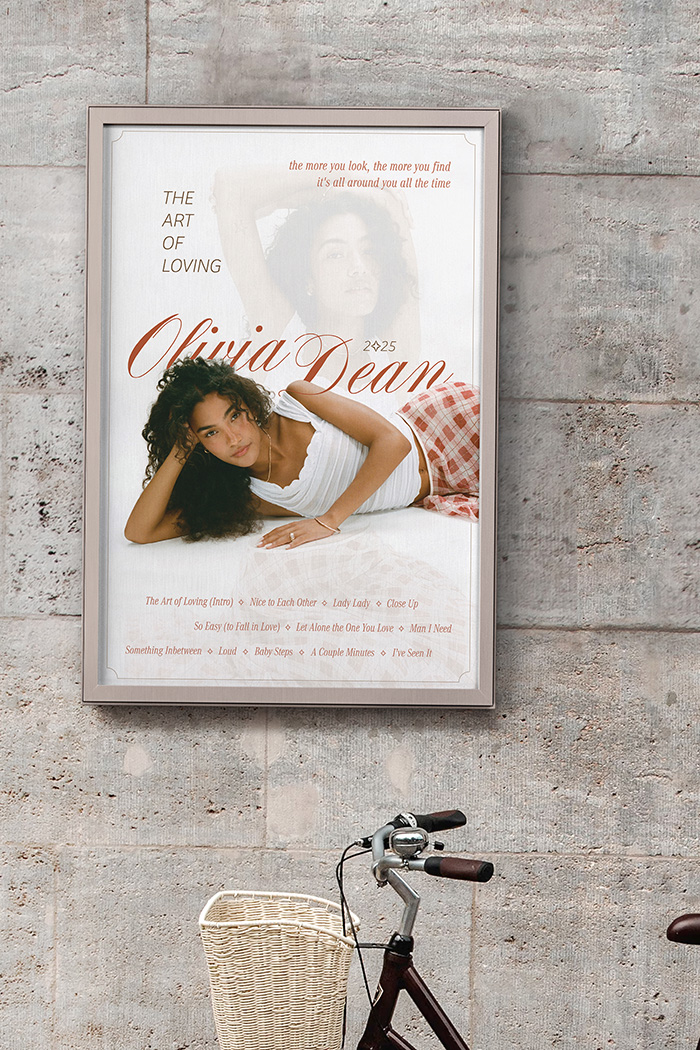 the more you look, the more you find
it's all around you all the time
THE
ART
OF
LOVING
Olivia Dean
2✧25
The Art of Loving (Intro) ✧ Nice to Each Other ✧ Lady Lady ✧ Close Up
So Easy (to Fall in Love) ✧ Let Alone the One You Love ✧ Man I Need
Something Inbetween ✧ Loud ✧ Baby Steps ✧ A Couple Minutes ✧ I've Seen It